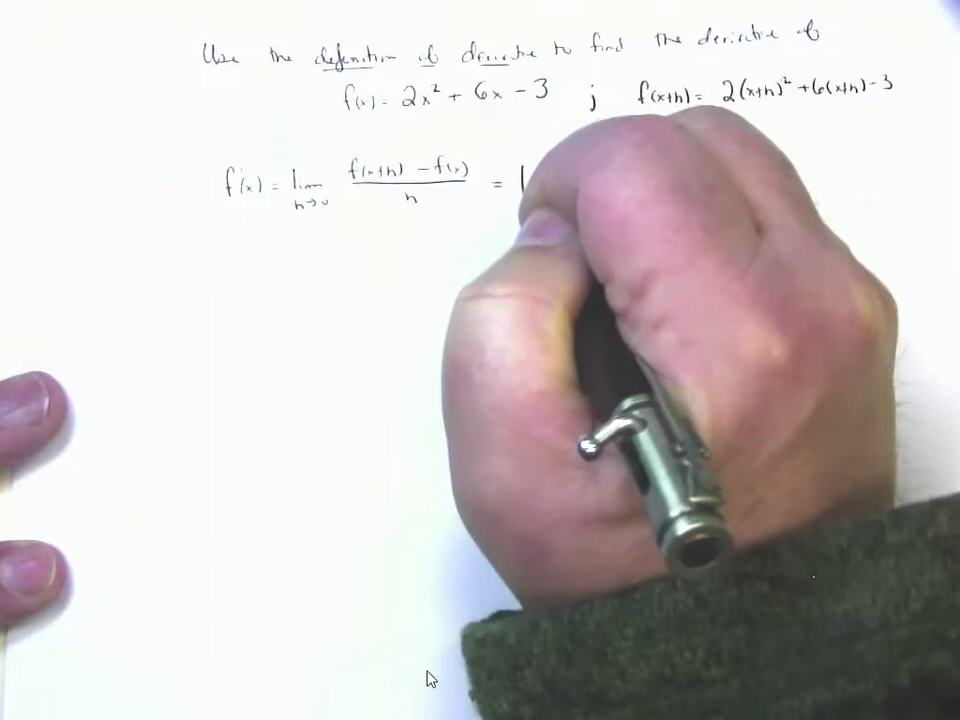 Use the definition of derivative to find the derivative of
f(x) = 2x² + 6x - 3 ; f(x+h) = 2(x+h)² + 6(x+h) - 3
f'(x) = lim h→0 f(x+h) - f(x) / h =